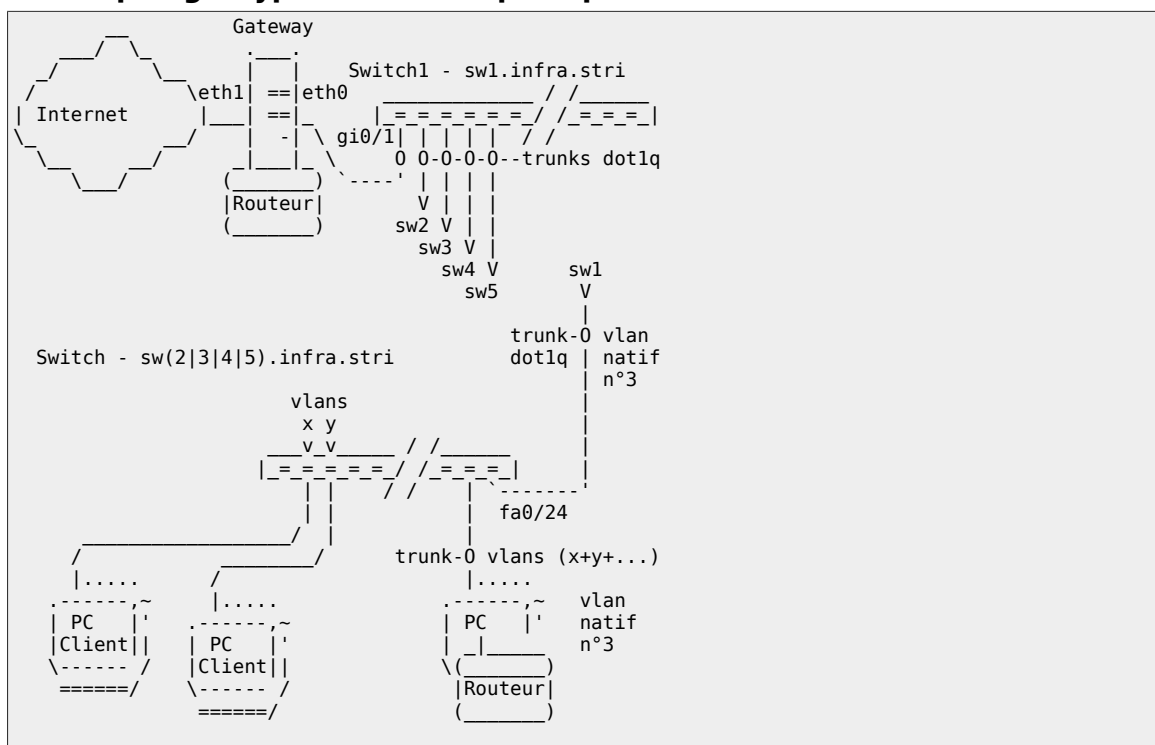 Gateway
Switch1 - sw1.infra.stri
eth1 == eth0
Internet ==
gi0/1
O O-O-O-O--trunks dot1q
Routeur
sw2
sw3
sw4 sw1
sw5
trunk-O vlan
Switch - sw(2|3|4|5).infra.stri dot1q | natif
n°3
vlans
x y
fa0/24
trunk-O vlans (x+y+...)
vlan
PC PC natif
Client PC n°3
Client Routeur